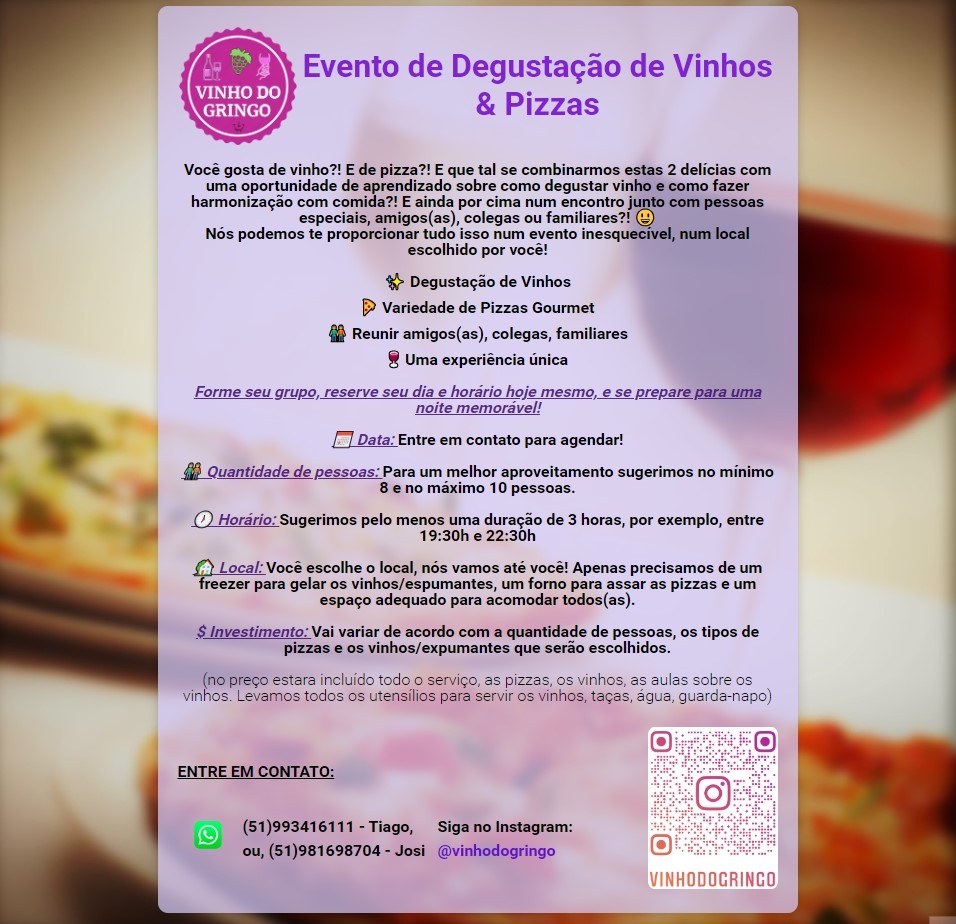 VINHO DO
GRINGO
Evento de Degustação de Vinhos
& Pizzas
Você gosta de vinho?! E de pizza?! E que tal se combinarmos estas 2 delícias com
uma oportunidade de aprendizado sobre como degustar vinho e como fazer
harmonização com comida?! E ainda por cima num encontro junto com pessoas
especiais, amigos(as), colegas ou familiares?! 😃
Nós podemos te proporcionar tudo isso num evento inesquecível, num local
escolhido por você!
✨ Degustação de Vinhos
🍕 Variedade de Pizzas Gourmet
👬 Reunir amigos(as), colegas, familiares
🍷 Uma experiência única
Forme seu grupo, reserve seu dia e horário hoje mesmo, e se prepare para uma
noite memorável!
📅 Data: Entre em contato para agendar!
👬 Quantidade de pessoas: Para um melhor aproveitamento sugerimos no mínimo
8 e no máximo 10 pessoas.
🕖 Horário: Sugerimos pelo menos uma duração de 3 horas, por exemplo, entre
19:30h e 22:30h
🏡 Local: Você escolhe o local, nós vamos até você! Apenas precisamos de um
freezer para gelar os vinhos/espumantes, um forno para assar as pizzas e um
espaço adequado para acomodar todos(as).
$ Investimento: Vai variar de acordo com a quantidade de pessoas, os tipos de
pizzas e os vinhos/expumantes que serão escolhidos.
(no preço estara incluído todo o serviço, as pizzas, os vinhos, as aulas sobre os
vinhos. Levamos todos os utensílios para servir os vinhos, taças, água, guarda-napo)
ENTRE EM CONTATO:
(51)993416111 - Tiago,
ou, (51)981698704 - Josi
Siga no Instagram:
@vinhodogringo
VINHODOGRINGO